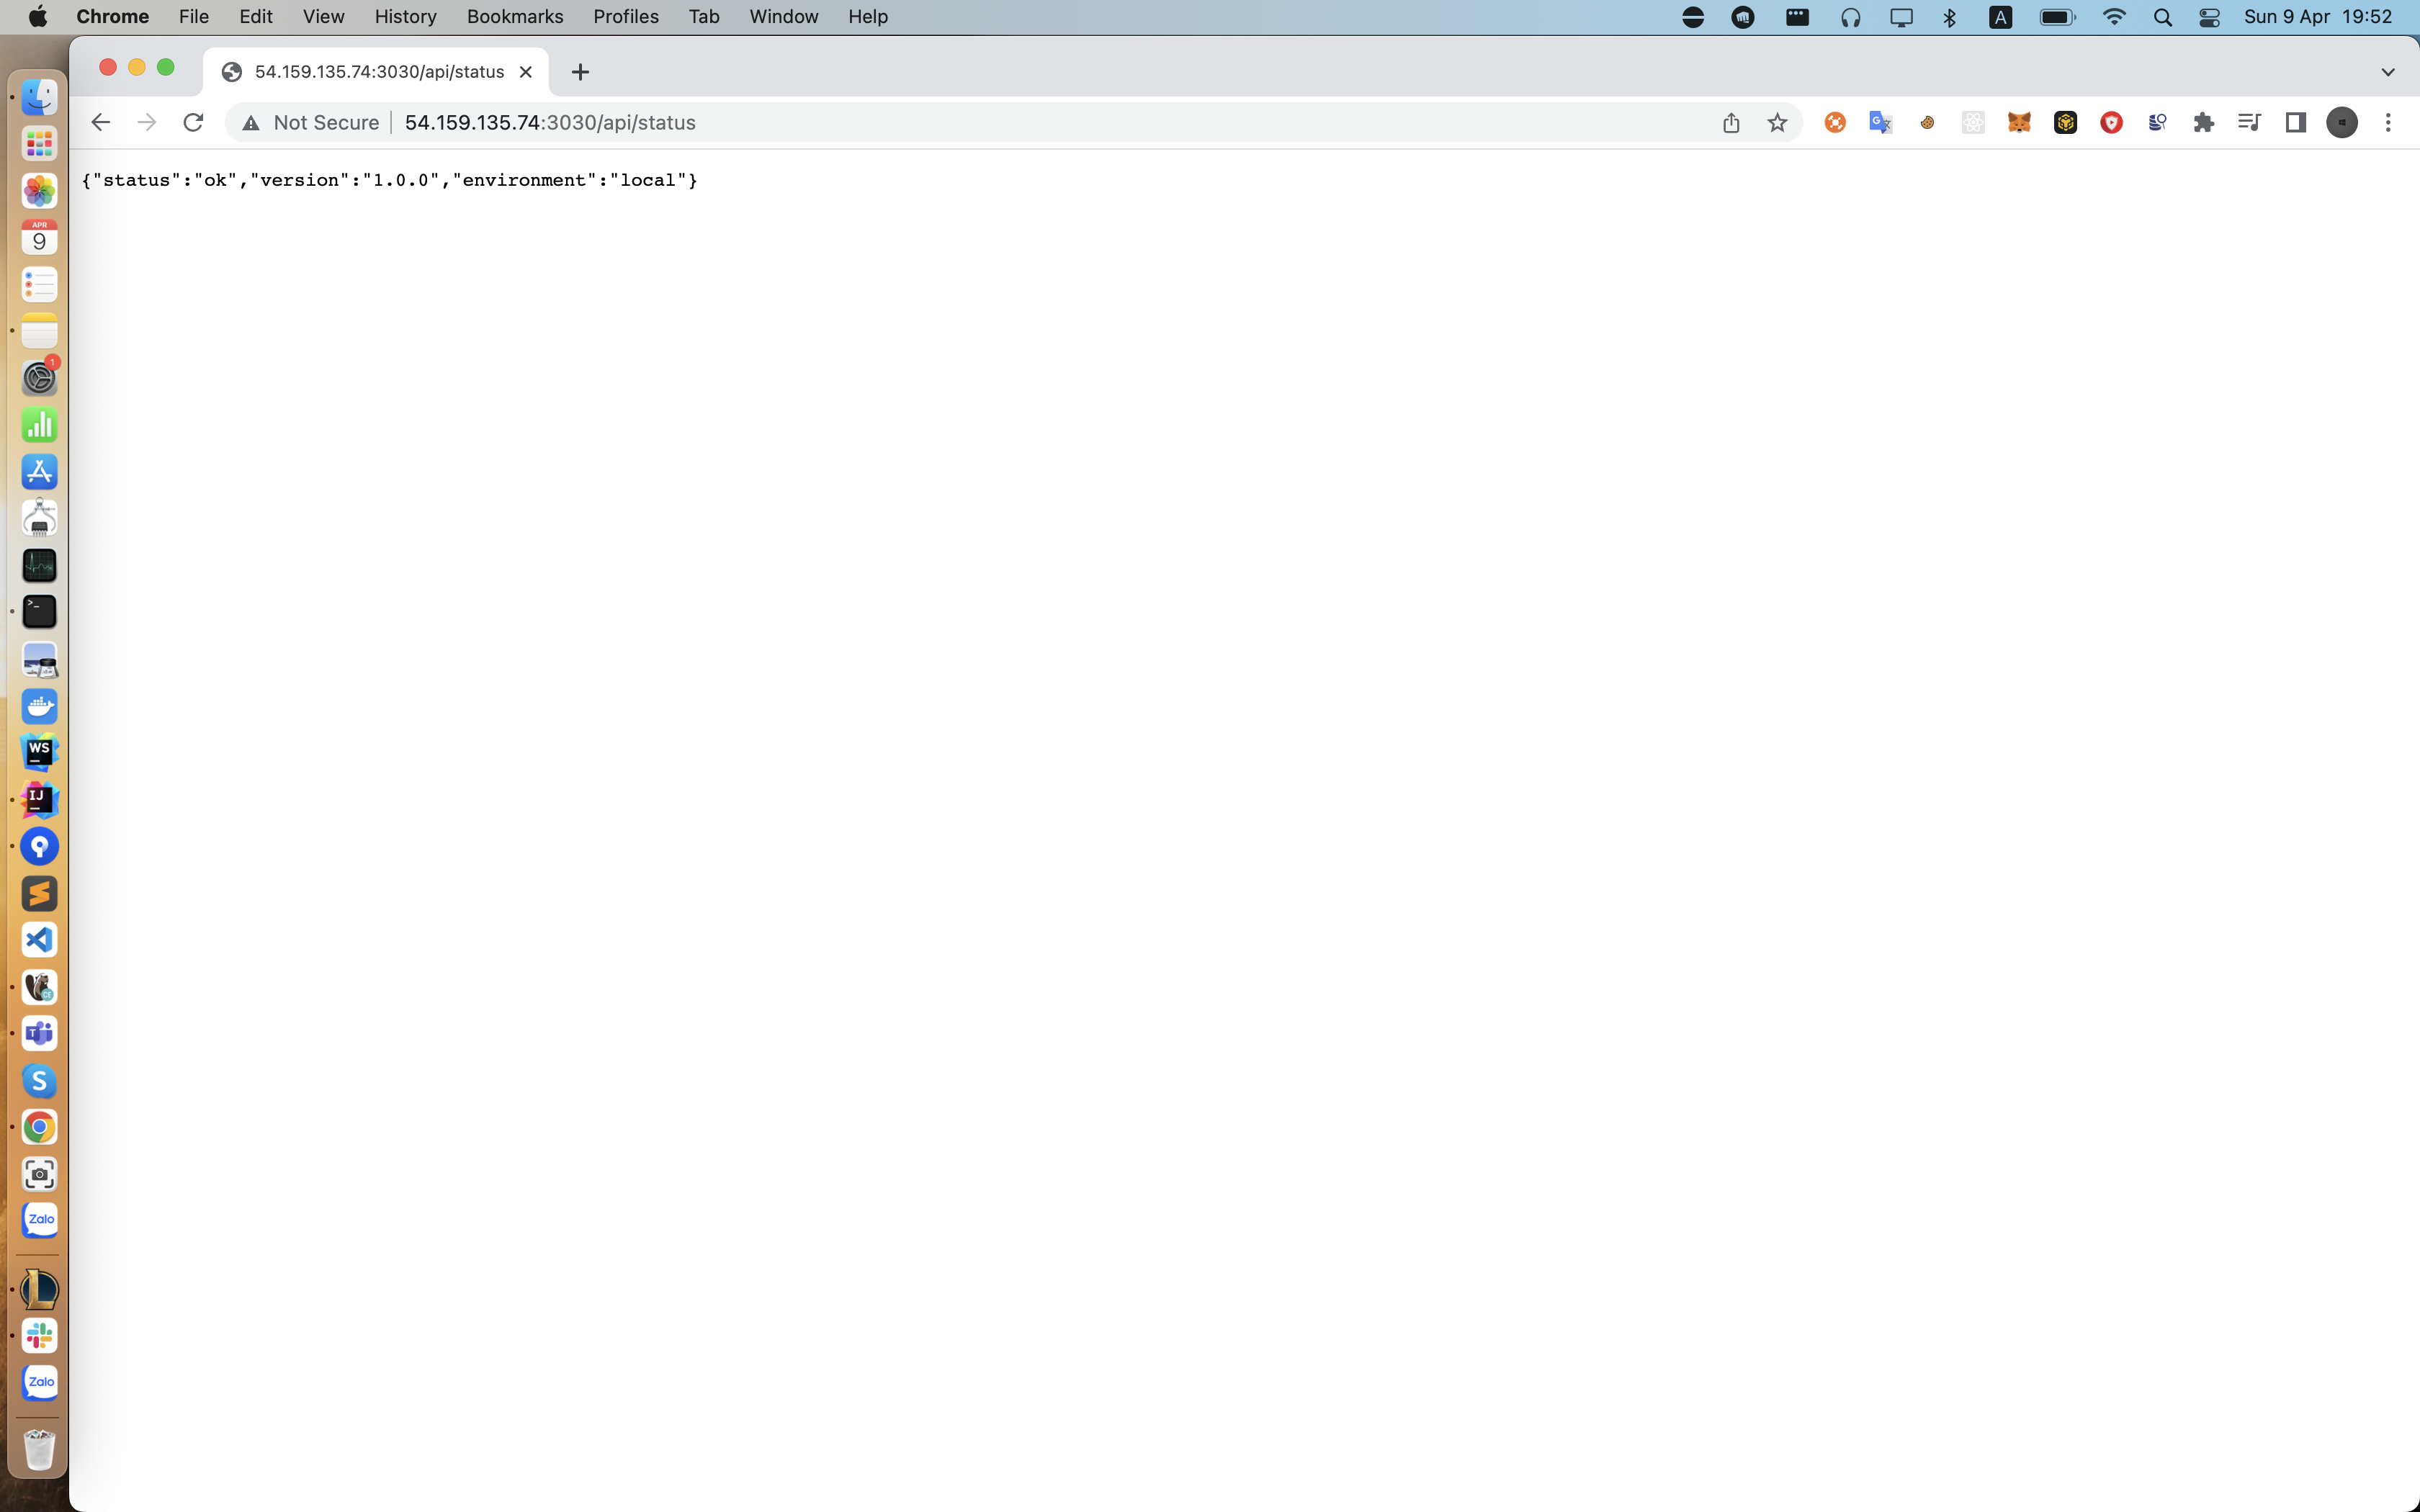 Chrome File Edit View History Bookmarks Profiles Tab Window Help A Sun 9 Apr 19:52
54.159.135.74:3030/api/status
Not Secure 54.159.135.74:3030/api/status
{"status":"ok","version":"1.0.0","environment":"local"}
APR
9
1
>_
WS
IJ
CE
T
S
Zalo
L
Zalo